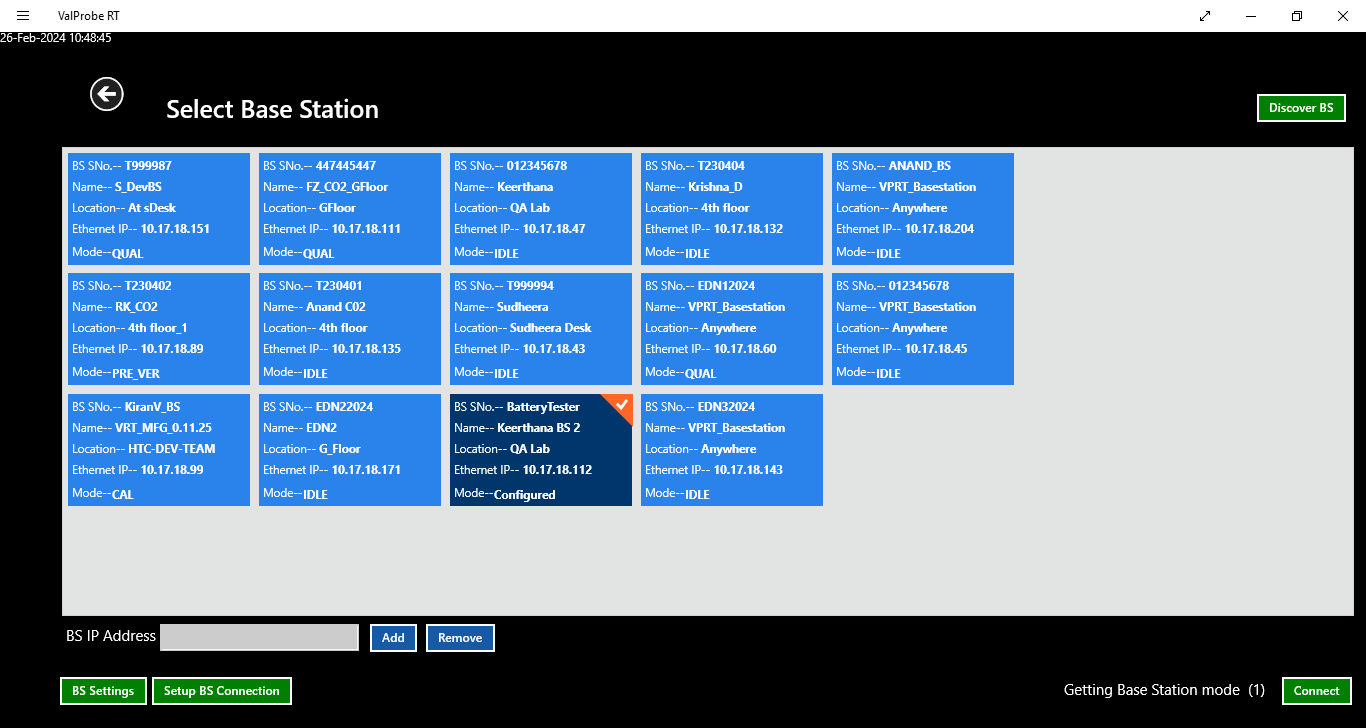 ValProbe RT
26-Feb-2024 10:48:45
Select Base Station
Discover BS
BS SNo.-- T999987
Name-- S_DevBS
Location-- At sDesk
Ethernet IP-- 10.17.18.151
Mode--QUAL
BS SNo.-- 447445447
Name-- FZ_CO2_GFloor
Location-- GFloor
Ethernet IP-- 10.17.18.111
Mode--QUAL
BS SNo.-- 012345678
Name-- Keerthana
Location-- QA Lab
Ethernet IP-- 10.17.18.47
Mode--IDLE
BS SNo.-- T230404
Name-- Krishna_D
Location-- 4th floor
Ethernet IP-- 10.17.18.132
Mode--IDLE
BS SNo.-- ANAND_BS
Name-- VPRT_Basestation
Location-- Anywhere
Ethernet IP-- 10.17.18.204
Mode--IDLE
BS SNo.-- T230402
Name-- RK_CO2
Location-- 4th floor_1
Ethernet IP-- 10.17.18.89
Mode--PRE_VER
BS SNo.-- T230401
Name-- Anand C02
Location-- 4th floor
Ethernet IP-- 10.17.18.135
Mode--IDLE
BS SNo.-- T999994
Name-- Sudheera
Location-- Sudheera Desk
Ethernet IP-- 10.17.18.43
Mode--IDLE
BS SNo.-- EDN12024
Name-- VPRT_Basestation
Location-- Anywhere
Ethernet IP-- 10.17.18.60
Mode--QUAL
BS SNo.-- 012345678
Name-- VPRT_Basestation
Location-- Anywhere
Ethernet IP-- 10.17.18.45
Mode--IDLE
BS SNo.-- KiranV_BS
Name-- VRT_MFG_0.11.25
Location-- HTC-DEV-TEAM
Ethernet IP-- 10.17.18.99
Mode--CAL
BS SNo.-- EDN22024
Name-- EDN2
Location-- G_Floor
Ethernet IP-- 10.17.18.171
Mode--IDLE
BS SNo.-- BatteryTester
Name-- Keerthana BS 2
Location-- QA Lab
Ethernet IP-- 10.17.18.112
Mode--Configured
BS SNo.-- EDN32024
Name-- VPRT_Basestation
Location-- Anywhere
Ethernet IP-- 10.17.18.143
Mode--IDLE
BS IP Address
Add
Remove
BS Settings
Setup BS Connection
Getting Base Station mode (1)
Connect